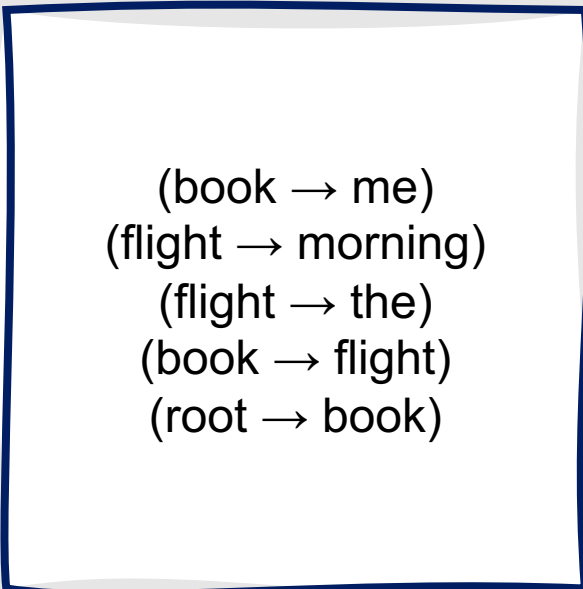 (book → me)
(flight → morning)
(flight → the)
(book → flight)
(root → book)